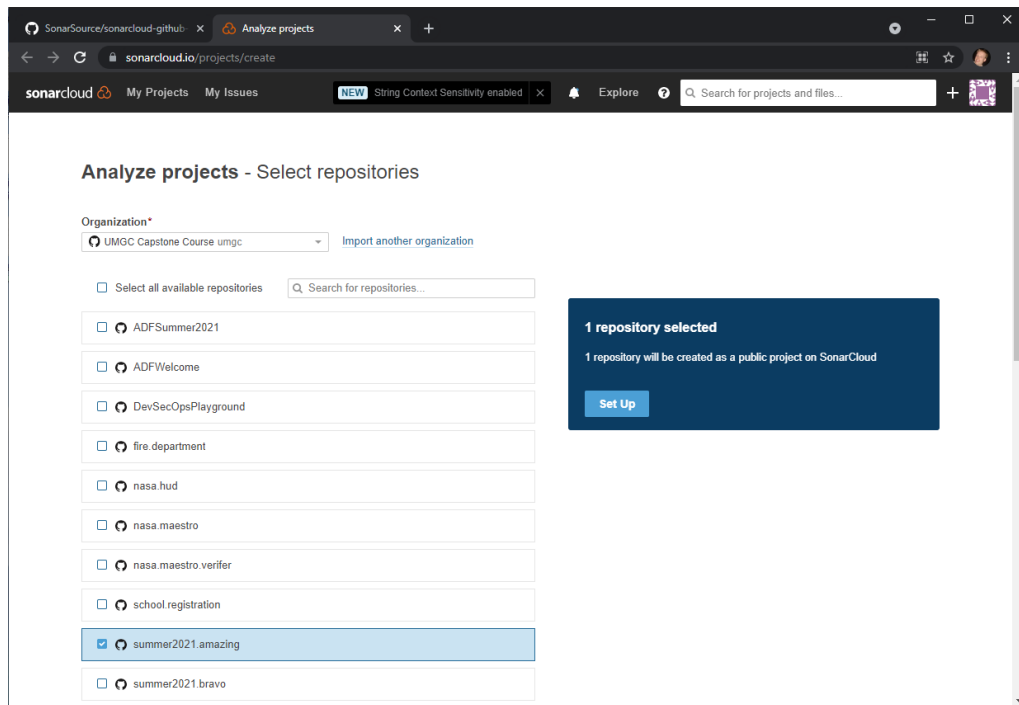 SonarSource/sonarcloud-github-
Analyze projects
sonarcloud.io/projects/create
sonarcloud My Projects My Issues NEW String Context Sensitivity enabled Explore Search for projects and files...
Analyze projects - Select repositories
Organization*
UMGC Capstone Course umgc Import another organization
Select all available repositories Search for repositories...
ADFSummer2021
1 repository selected
1 repository will be created as a public project on SonarCloud
Set Up
ADFWelcome
DevSecOpsPlayground
fire.department
nasa.hud
nasa.maestro
nasa.maestro.verifer
school.registration
summer2021.amazing
summer2021.bravo